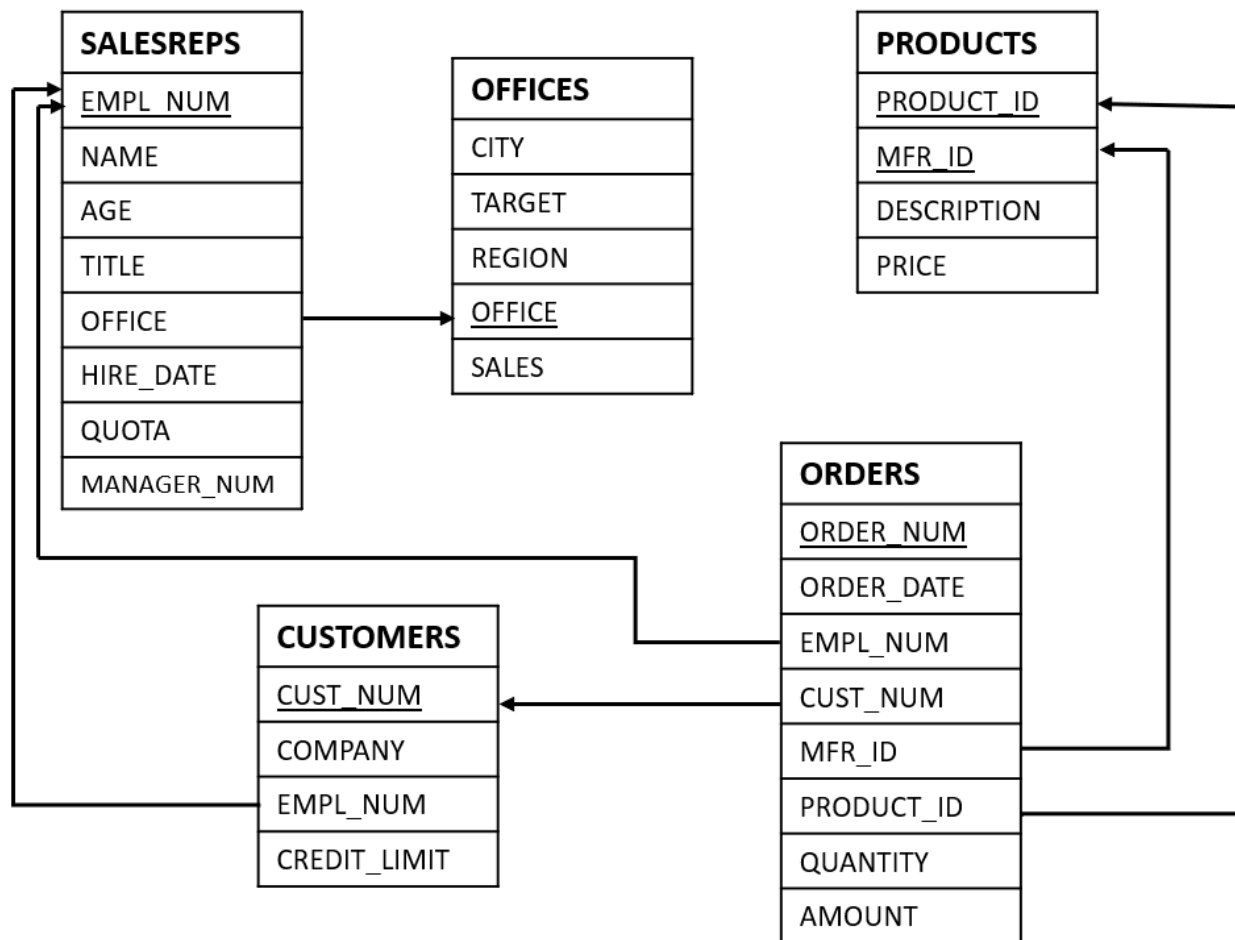 SALESREPS
EMPL_NUM
NAME
AGE
TITLE
OFFICE
HIRE_DATE
QUOTA
MANAGER_NUM
OFFICES
CITY
TARGET
REGION
OFFICE
SALES
PRODUCTS
PRODUCT_ID
MFR_ID
DESCRIPTION
PRICE
CUSTOMERS
CUST_NUM
COMPANY
EMPL_NUM
CREDIT_LIMIT
ORDERS
ORDER_NUM
ORDER_DATE
EMPL_NUM
CUST_NUM
MFR_ID
PRODUCT_ID
QUANTITY
AMOUNT